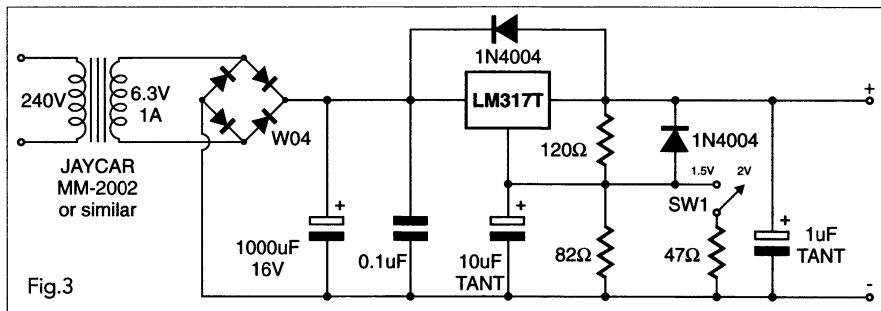 240V
6.3V
1A
JAYCAR
MM-2002
or similar
W04
1N4004
LM317T
120Ω
1N4004
1.5V
2V
SW1
+
1000uF
16V
0.1uF
+
10uF
TANT
82Ω
47Ω
+
1uF
TANT
+
-
Fig.3